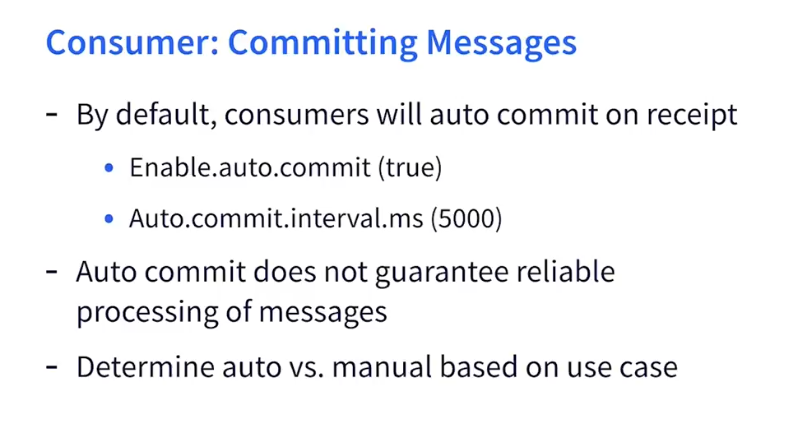 Consumer: Committing Messages
- By default, consumers will auto commit on receipt
• Enable.auto.commit (true)
• Auto.commit.interval.ms (5000)
- Auto commit does not guarantee reliable
processing of messages
- Determine auto vs. manual based on use case